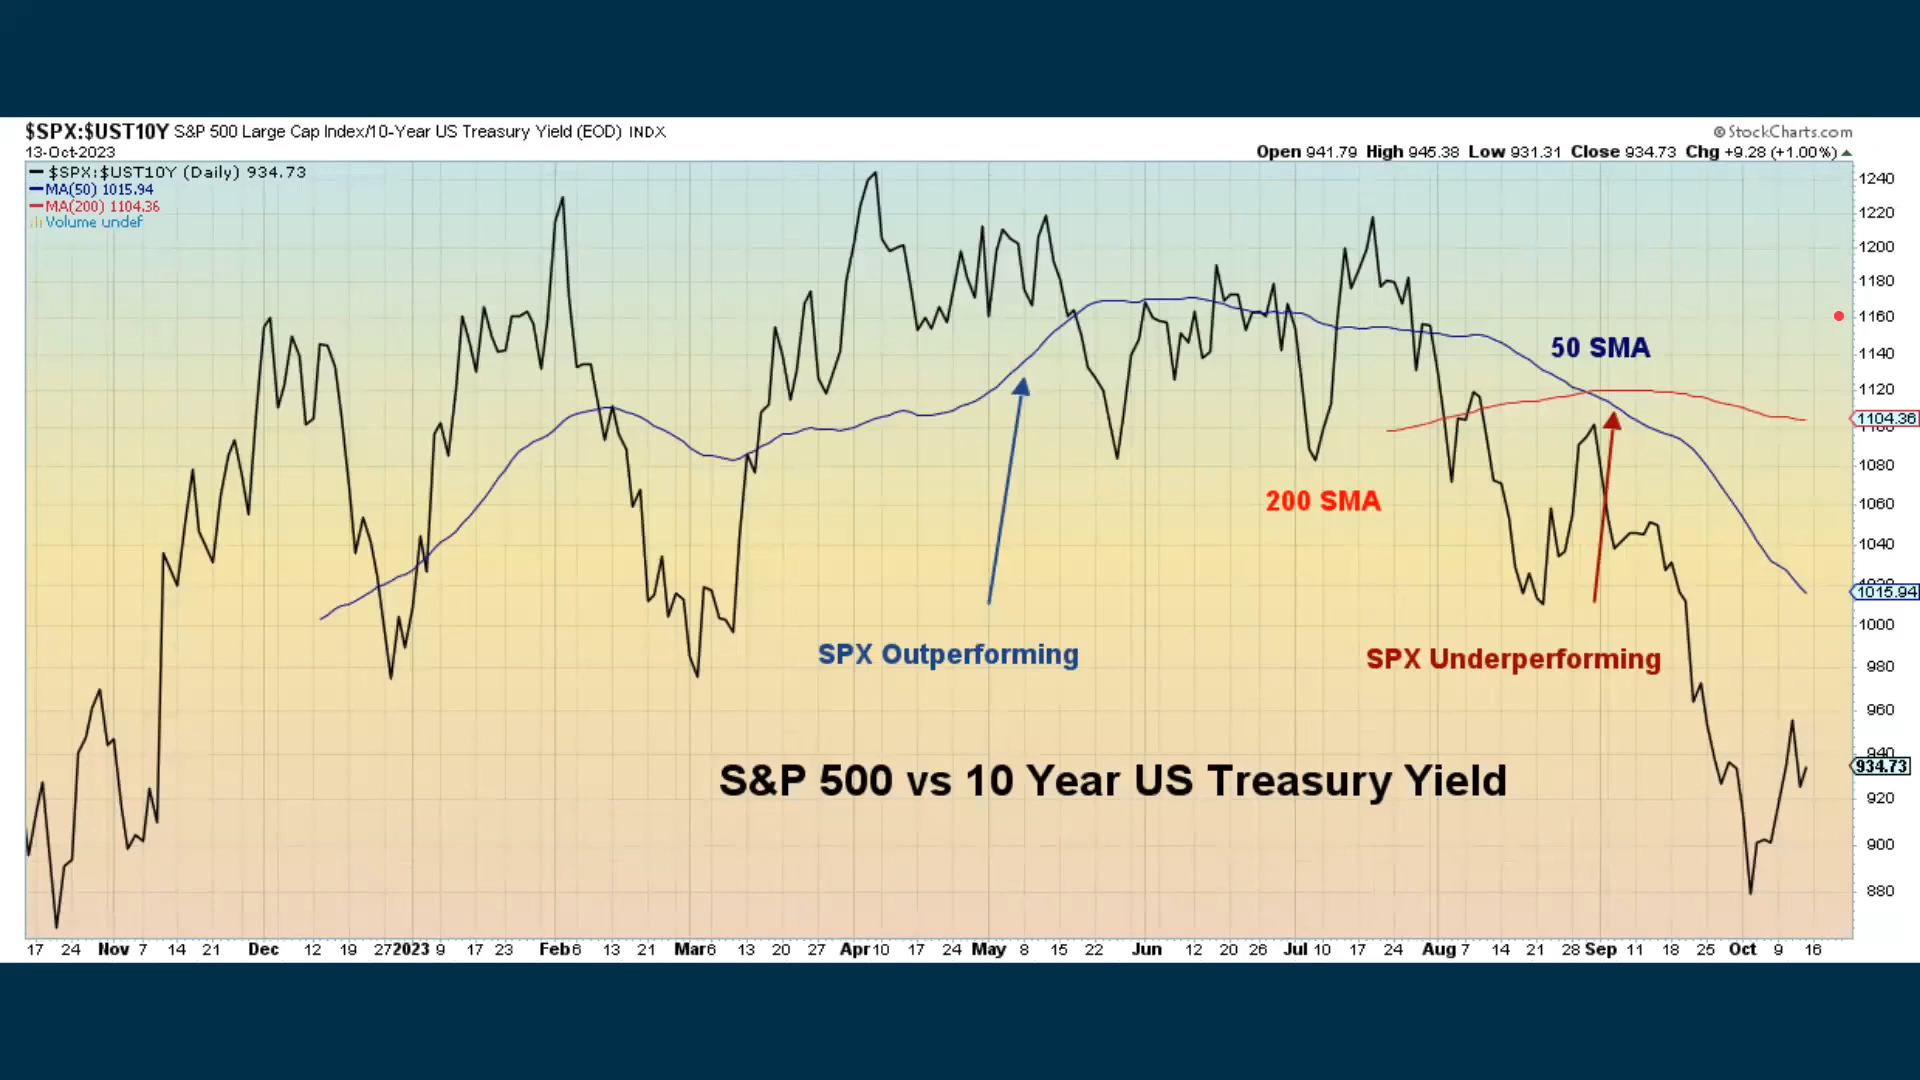 $SPX:$UST10Y S&P 500 Large Cap Index/10-Year US Treasury Yield (EOD) INDX
© StockCharts.com
13-Oct-2023
Open 941.79 High 945.38 Low 931.31 Close 934.73 Chg +9.28 (+1.00%)
$SPX:$UST10Y (Daily) 934.73
MA(50) 1015.94
MA(200) 1104.36
Volume undef
1240
1220
1200
1180
1160
1140
1120
1104.36
1100
1080
1060
1040
1020
1015.94
1000
980
960
940
934.73
920
900
880
50 SMA
200 SMA
SPX Outperforming
SPX Underperforming
S&P 500 vs 10 Year US Treasury Yield
17 24 Nov 7 14 21 Dec 12 19 27 2023 9 17 23 Feb 6 13 21 Mar 6 13 20 27 Apr 10 17 24 May 8 15 22 Jun 12 20 26 Jul 10 17 24 Aug 7 14 21 28 Sep 11 18 25 Oct 9 16